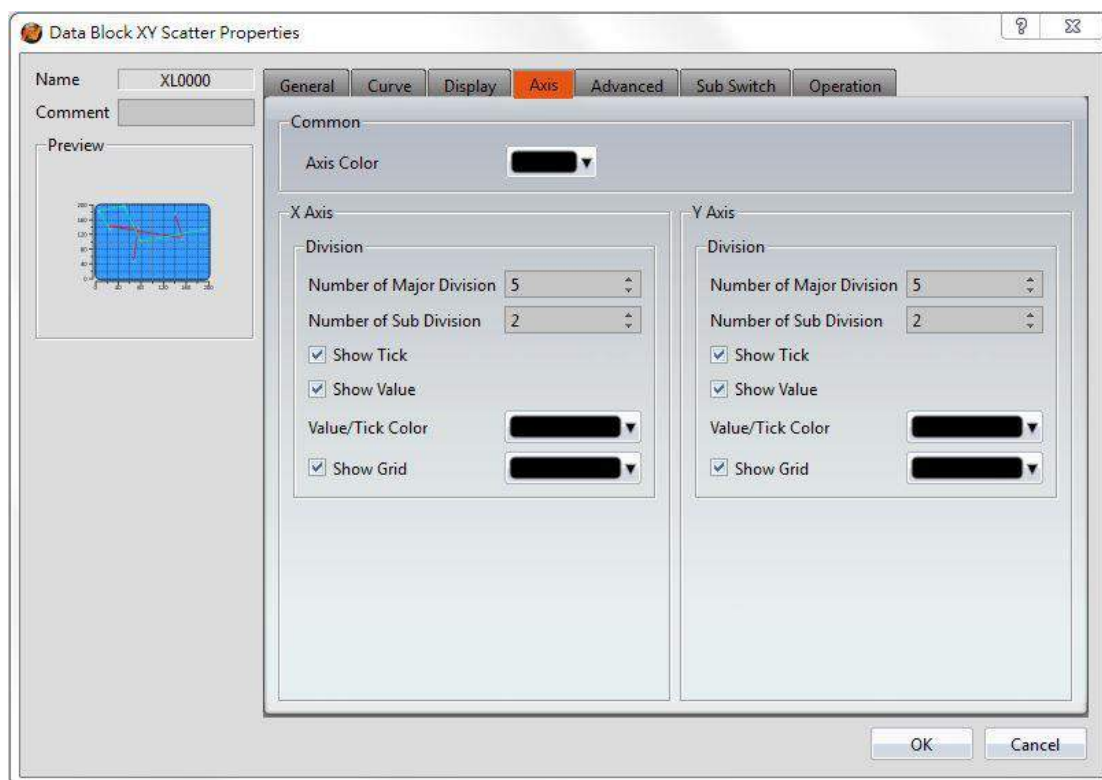 Data Block XY Scatter Properties
Name XL0000
Comment
Preview
General Curve Display Axis Advanced Sub Switch Operation
Common
Axis Color
X Axis
Division
Number of Major Division 5
Number of Sub Division 2
Show Tick
Show Value
Value/Tick Color
Show Grid
Y Axis
Division
Number of Major Division 5
Number of Sub Division 2
Show Tick
Show Value
Value/Tick Color
Show Grid
OK Cancel